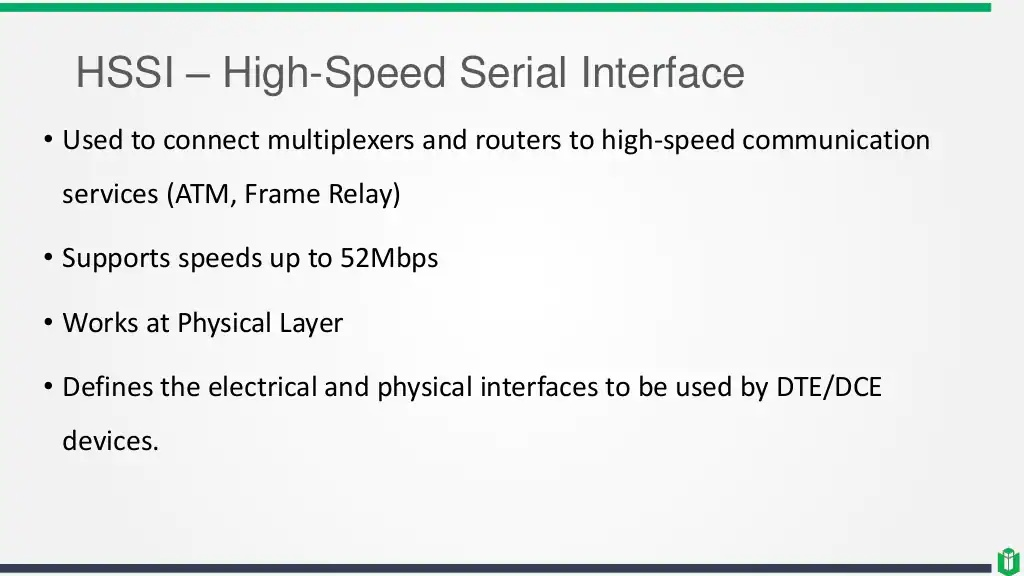 HSSI – High-Speed Serial Interface
• Used to connect multiplexers and routers to high-speed communication
services (ATM, Frame Relay)
• Supports speeds up to 52Mbps
• Works at Physical Layer
• Defines the electrical and physical interfaces to be used by DTE/DCE
devices.